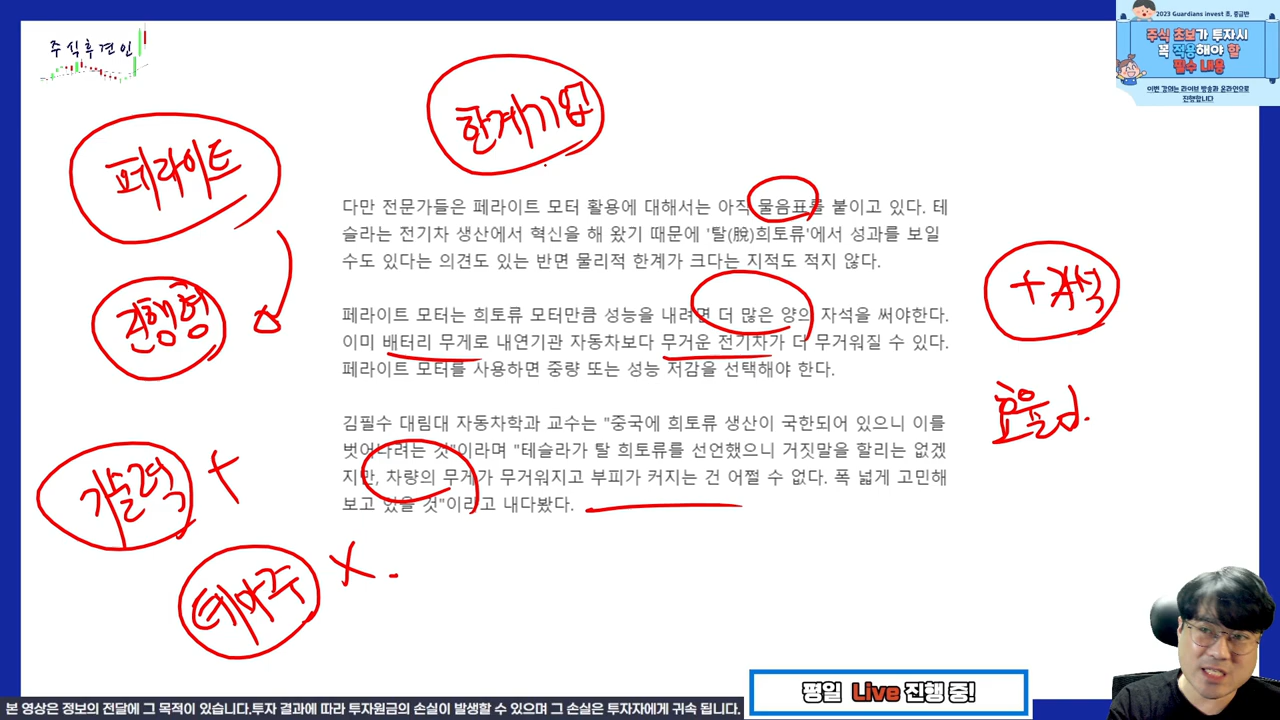 주식후견인
2023 Guardians invest 초, 중급반
주식 초보가 투자시
꼭 적용해야 할
필수 내용
이번 강의는 라이브 방송과 온라인으로
진행합니다
한계기업
페라이트
다만 전문가들은 페라이트 모터 활용에 대해서는 아직 물음표를 붙이고 있다. 테
슬라는 전기차 생산에서 혁신을 해 왔기 때문에 '탈(脫)희토류'에서 성과를 보일
수도 있다는 의견도 있는 반면 물리적 한계가 크다는 지적도 적지 않다.
진행형
+ 자석
페라이트 모터는 희토류 모터만큼 성능을 내려면 더 많은 양의 자석을 써야한다.
이미 배터리 무게로 내연기관 자동차보다 무거운 전기차가 더 무거워질 수 있다.
페라이트 모터를 사용하면 중량 또는 성능 저감을 선택해야 한다.
효율↓.
김필수 대림대 자동차학과 교수는 "중국에 희토류 생산이 국한되어 있으니 이를
벗어나려는 것"이라며 "테슬라가 탈 희토류를 선언했으니 거짓말을 할리는 없겠
지만, 차량의 무게가 무거워지고 부피가 커지는 건 어쩔 수 없다. 폭 넓게 고민해
보고 있을 것"이라고 내다봤다.
기술력 +
테마주 X.
평일 Live 진행 중!
본 영상은 정보의 전달에 그 목적이 있습니다.투자 결과에 따라 투자원금의 손실이 발생할 수 있으며 그 손실은 투자자에게 귀속 됩니다.